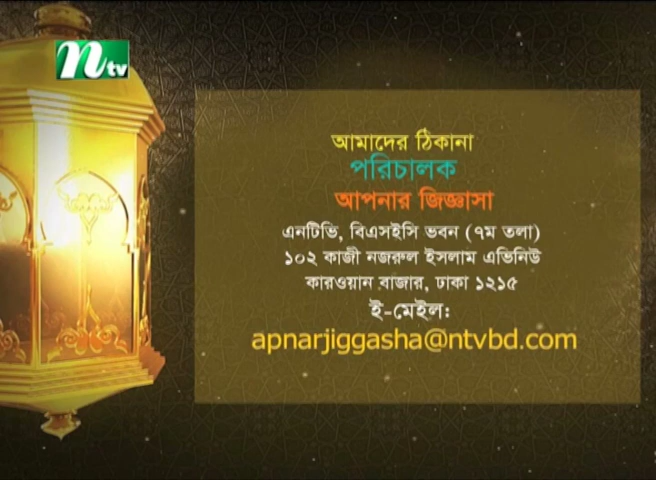 ntv
আমাদের ঠিকানা
পরিচালক
আপনার জিজ্ঞাসা
এনটিভি, বিএসইসি ভবন (৭ম তলা)
১০২ কাজী নজরুল ইসলাম এভিনিউ
কারওয়ান বাজার, ঢাকা ১২১৫
ই-মেইল:
apnarjiggasha@ntvbd.com